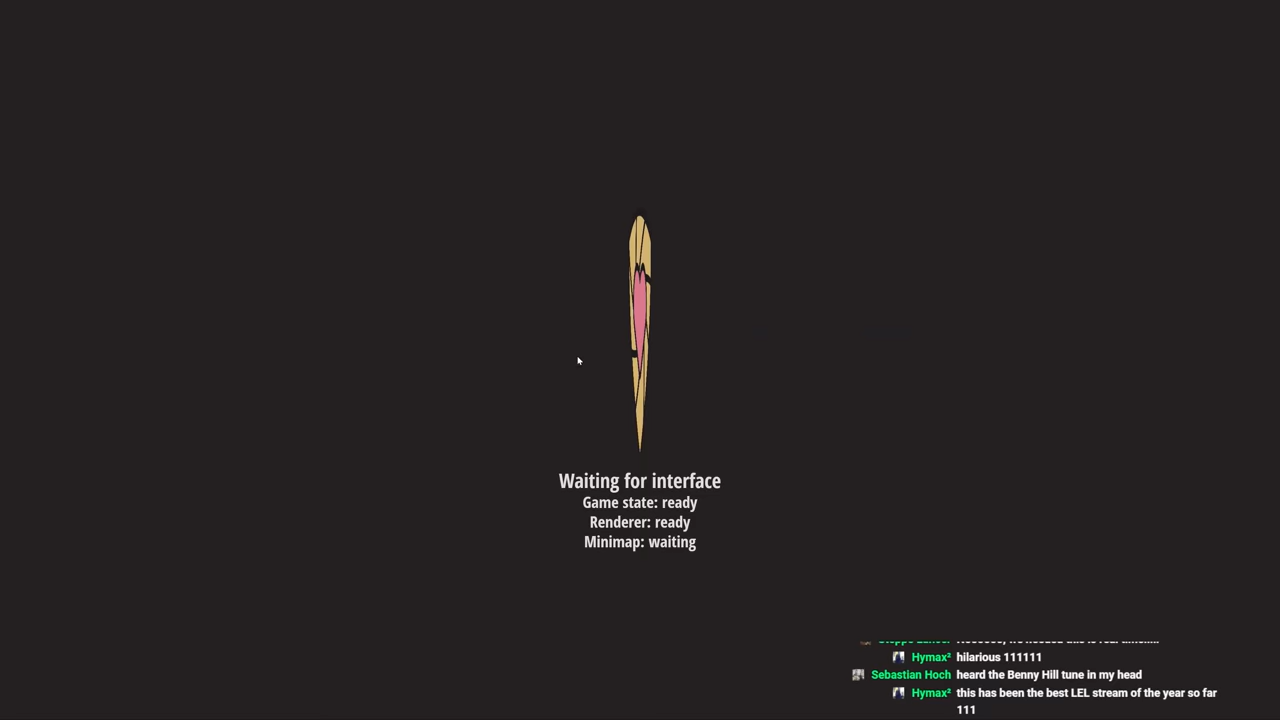 Waiting for interface
Game state: ready
Renderer: ready
Minimap: waiting
Hymax² hilarious 111111
Sebastian Hoch heard the Benny Hill tune in my head
Hymax² this has been the best LEL stream of the year so far
111